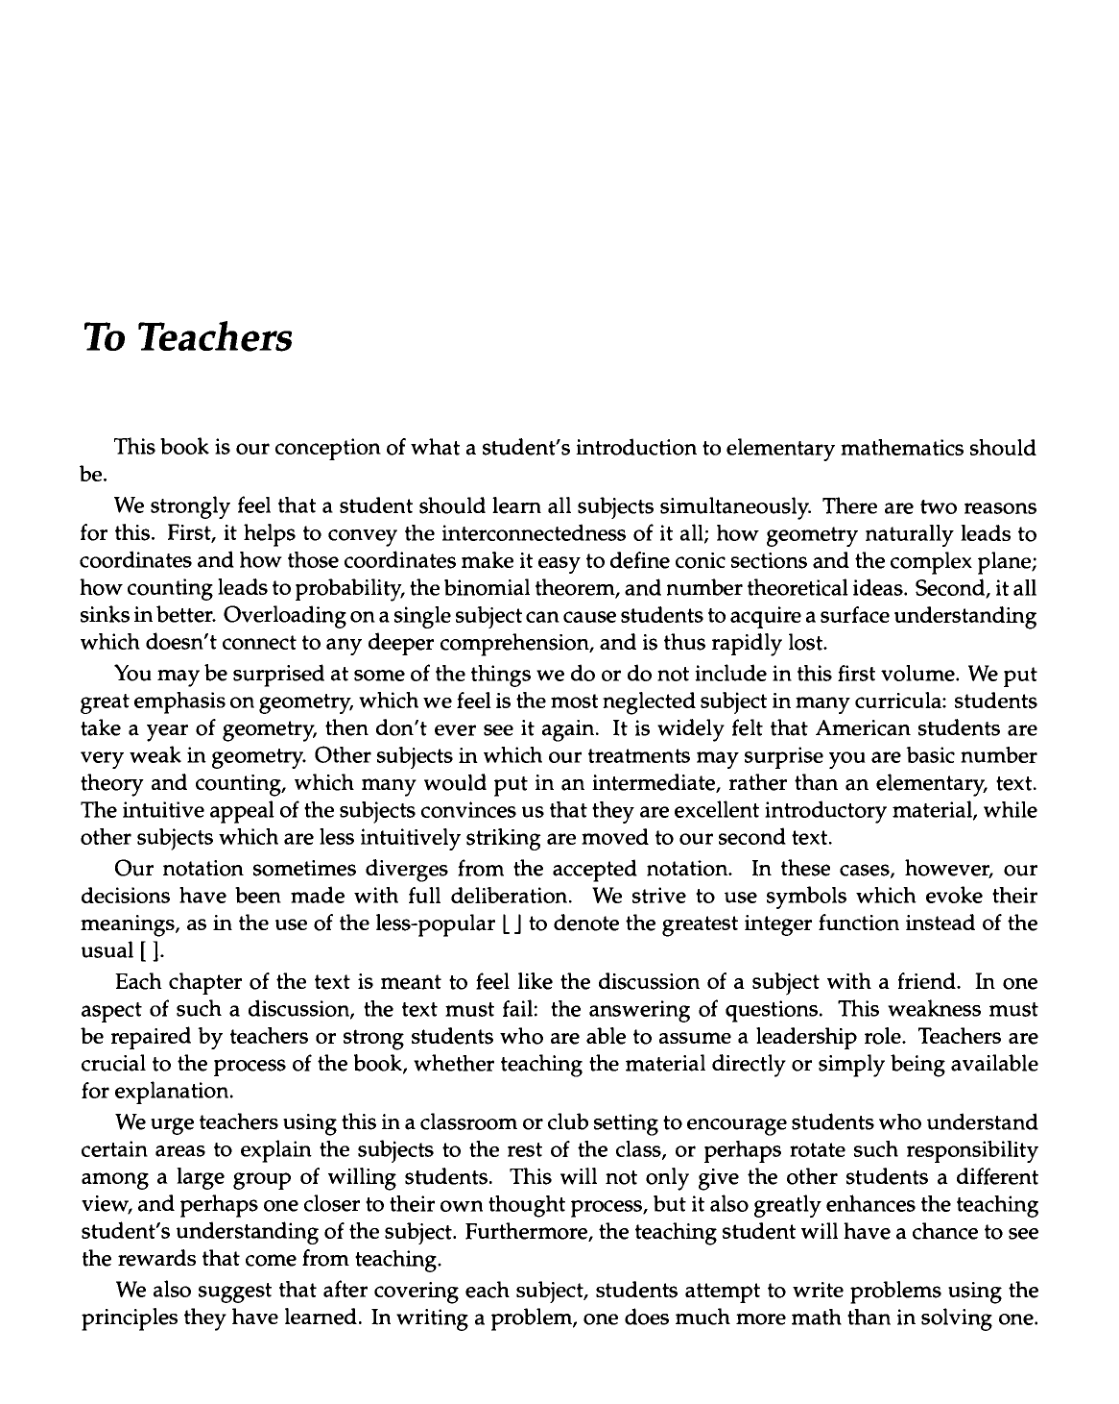 To Teachers
This book is our conception of what a student's introduction to elementary mathematics should
be.
We strongly feel that a student should learn all subjects simultaneously. There are two reasons
for this. First, it helps to convey the interconnectedness of it all; how geometry naturally leads to
coordinates and how those coordinates make it easy to define conic sections and the complex plane;
how counting leads to probability, the binomial theorem, and number theoretical ideas. Second, it all
sinks in better. Overloading on a single subject can cause students to acquire a surface understanding
which doesn't connect to any deeper comprehension, and is thus rapidly lost.
You may be surprised at some of the things we do or do not include in this first volume. We put
great emphasis on geometry, which we feel is the most neglected subject in many curricula: students
take a year of geometry, then don't ever see it again. It is widely felt that American students are
very weak in geometry. Other subjects in which our treatments may surprise you are basic number
theory and counting, which many would put in an intermediate, rather than an elementary, text.
The intuitive appeal of the subjects convinces us that they are excellent introductory material, while
other subjects which are less intuitively striking are moved to our second text.
Our notation sometimes diverges from the accepted notation. In these cases, however, our
decisions have been made with full deliberation. We strive to use symbols which evoke their
meanings, as in the use of the less-popular ⌊ ⌋ to denote the greatest integer function instead of the
usual [ ].
Each chapter of the text is meant to feel like the discussion of a subject with a friend. In one
aspect of such a discussion, the text must fail: the answering of questions. This weakness must
be repaired by teachers or strong students who are able to assume a leadership role. Teachers are
crucial to the process of the book, whether teaching the material directly or simply being available
for explanation.
We urge teachers using this in a classroom or club setting to encourage students who understand
certain areas to explain the subjects to the rest of the class, or perhaps rotate such responsibility
among a large group of willing students. This will not only give the other students a different
view, and perhaps one closer to their own thought process, but it also greatly enhances the teaching
student's understanding of the subject. Furthermore, the teaching student will have a chance to see
the rewards that come from teaching.
We also suggest that after covering each subject, students attempt to write problems using the
principles they have learned. In writing a problem, one does much more math than in solving one.